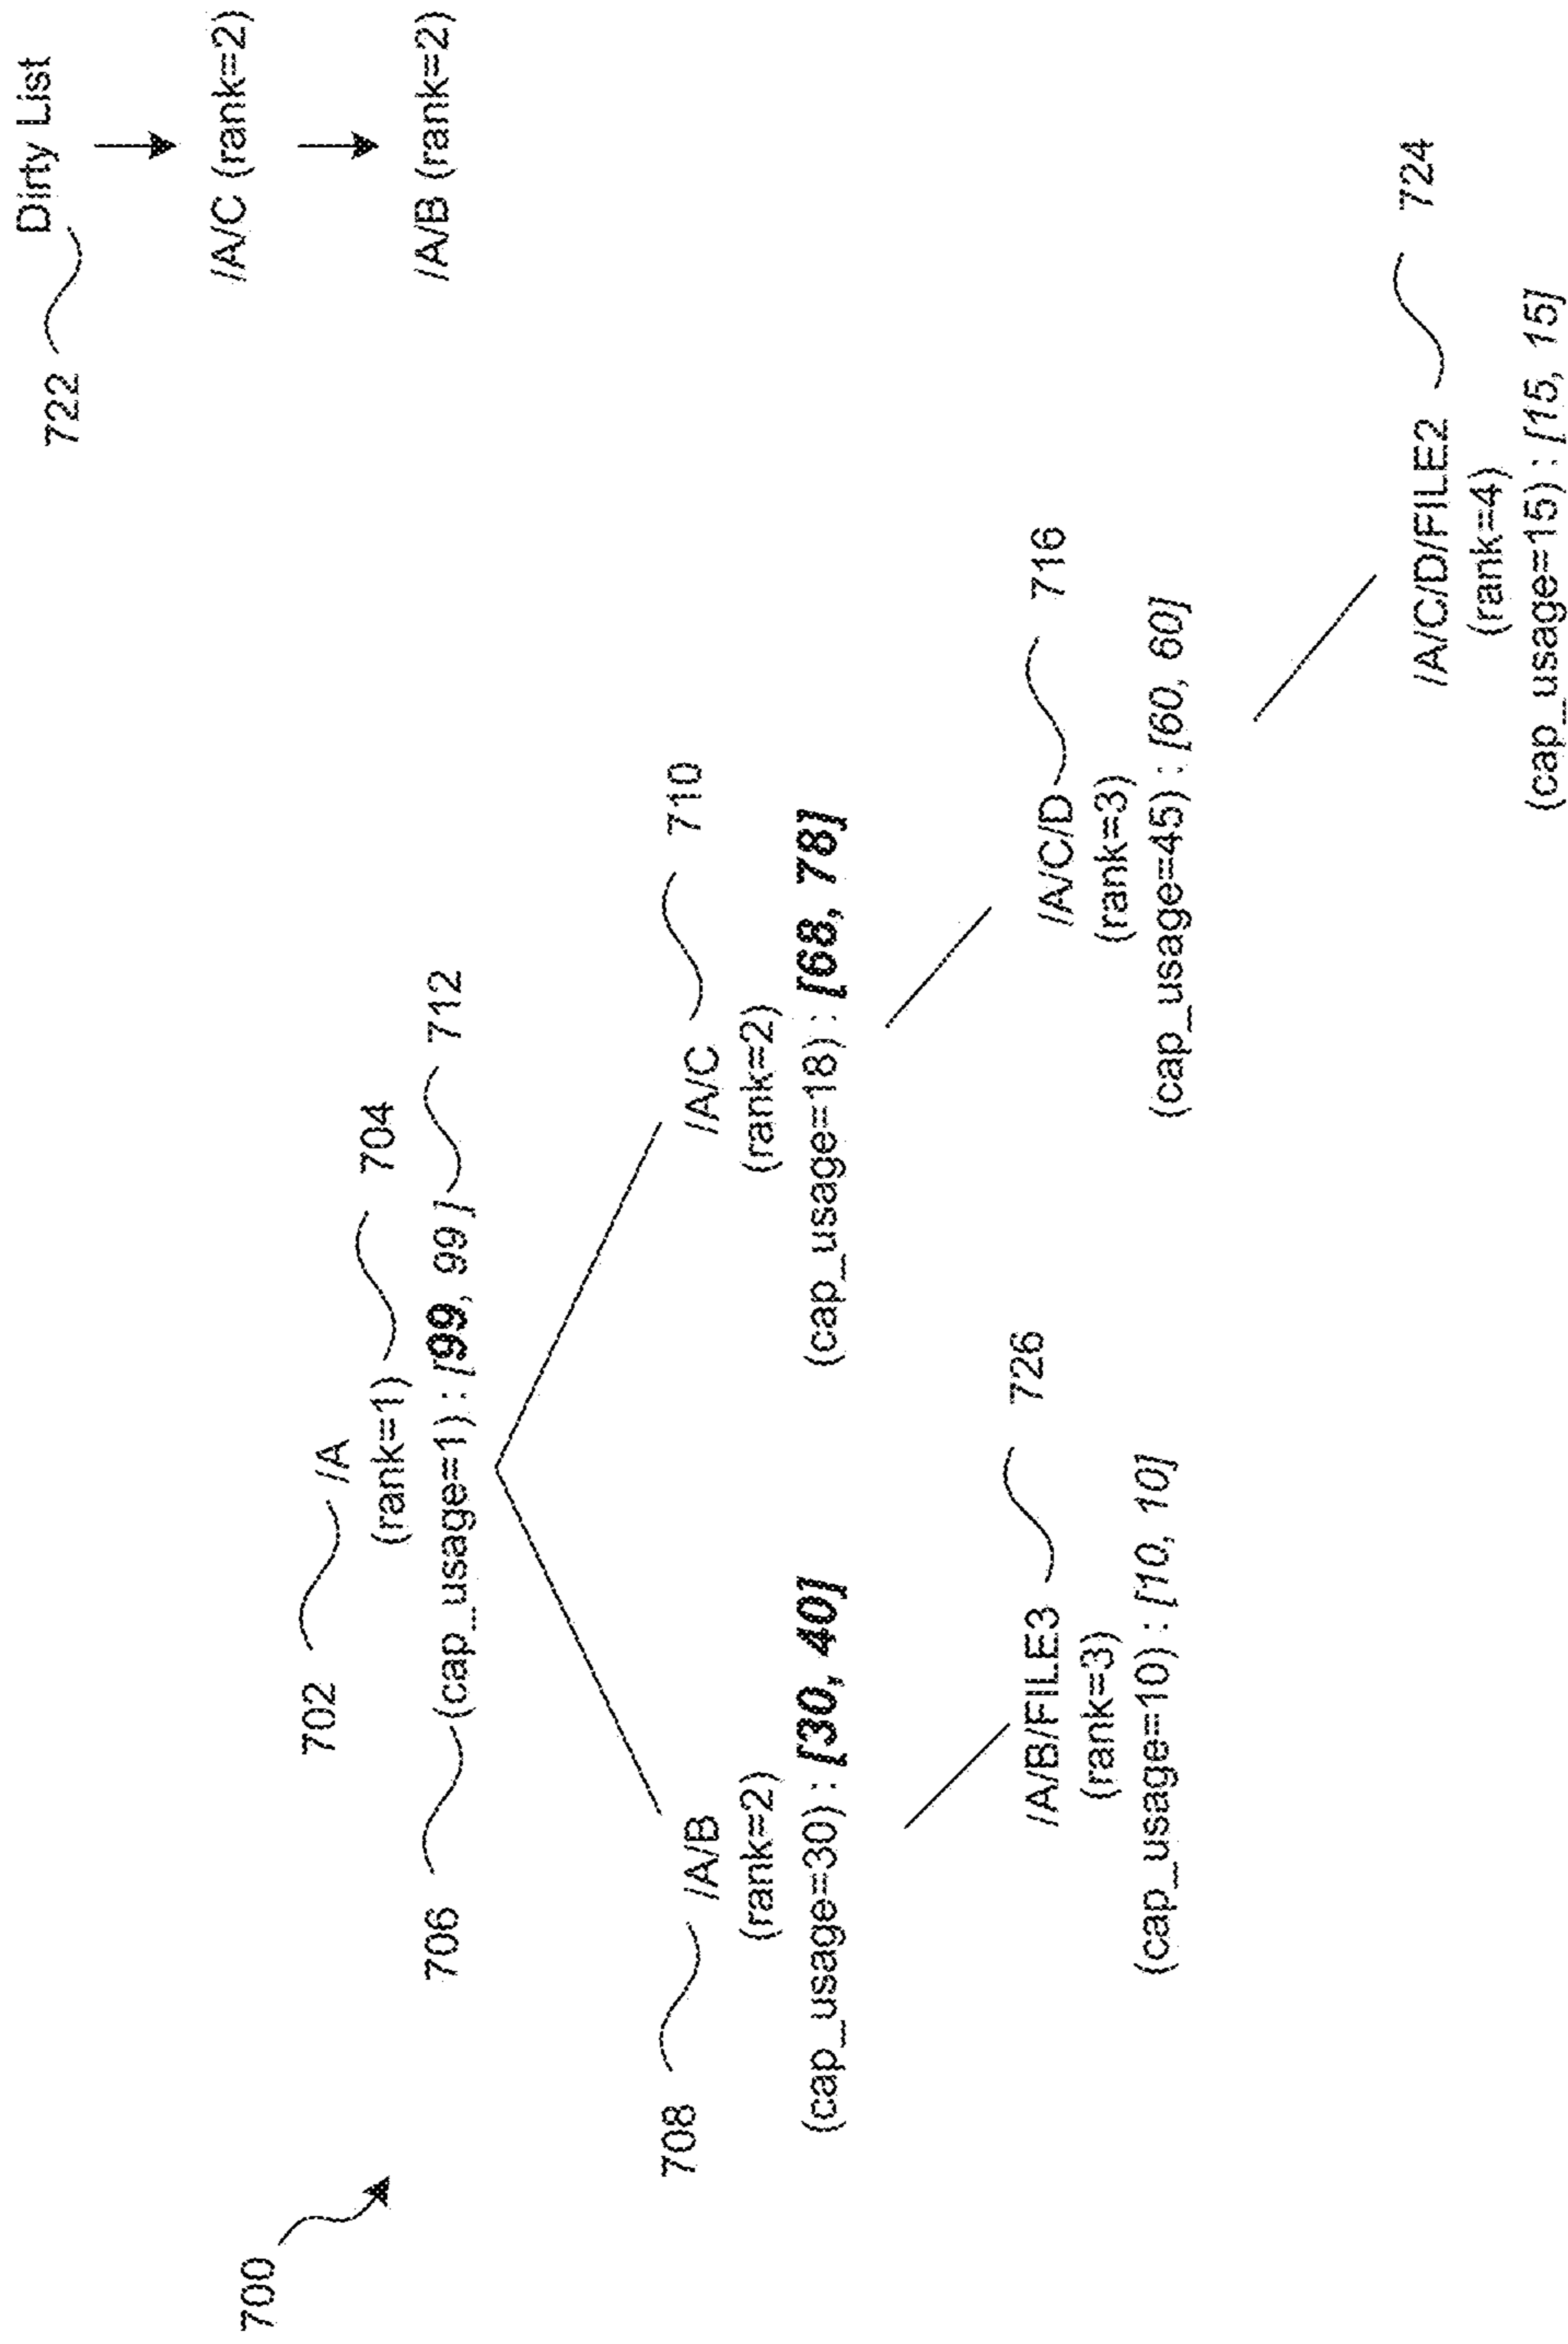 700
722
Dirty List
/A/C (rank=2)
/A/B (rank=2)
702
/A
(rank=1)
704
706
(cap_usage=1) : [99, 99 ]
712
708
/A/B
(rank=2)
(cap_usage=30) : [30, 40]
/A/C
710
(rank=2)
(cap_usage=18) : [68, 78]
/A/B/FILE3
726
(rank=3)
(cap_usage=10) : [10, 10]
/A/C/D
716
(rank=3)
(cap_usage=45) : [60, 60]
/A/C/D/FILE2
724
(rank=4)
(cap_usage=15) : [15, 15]